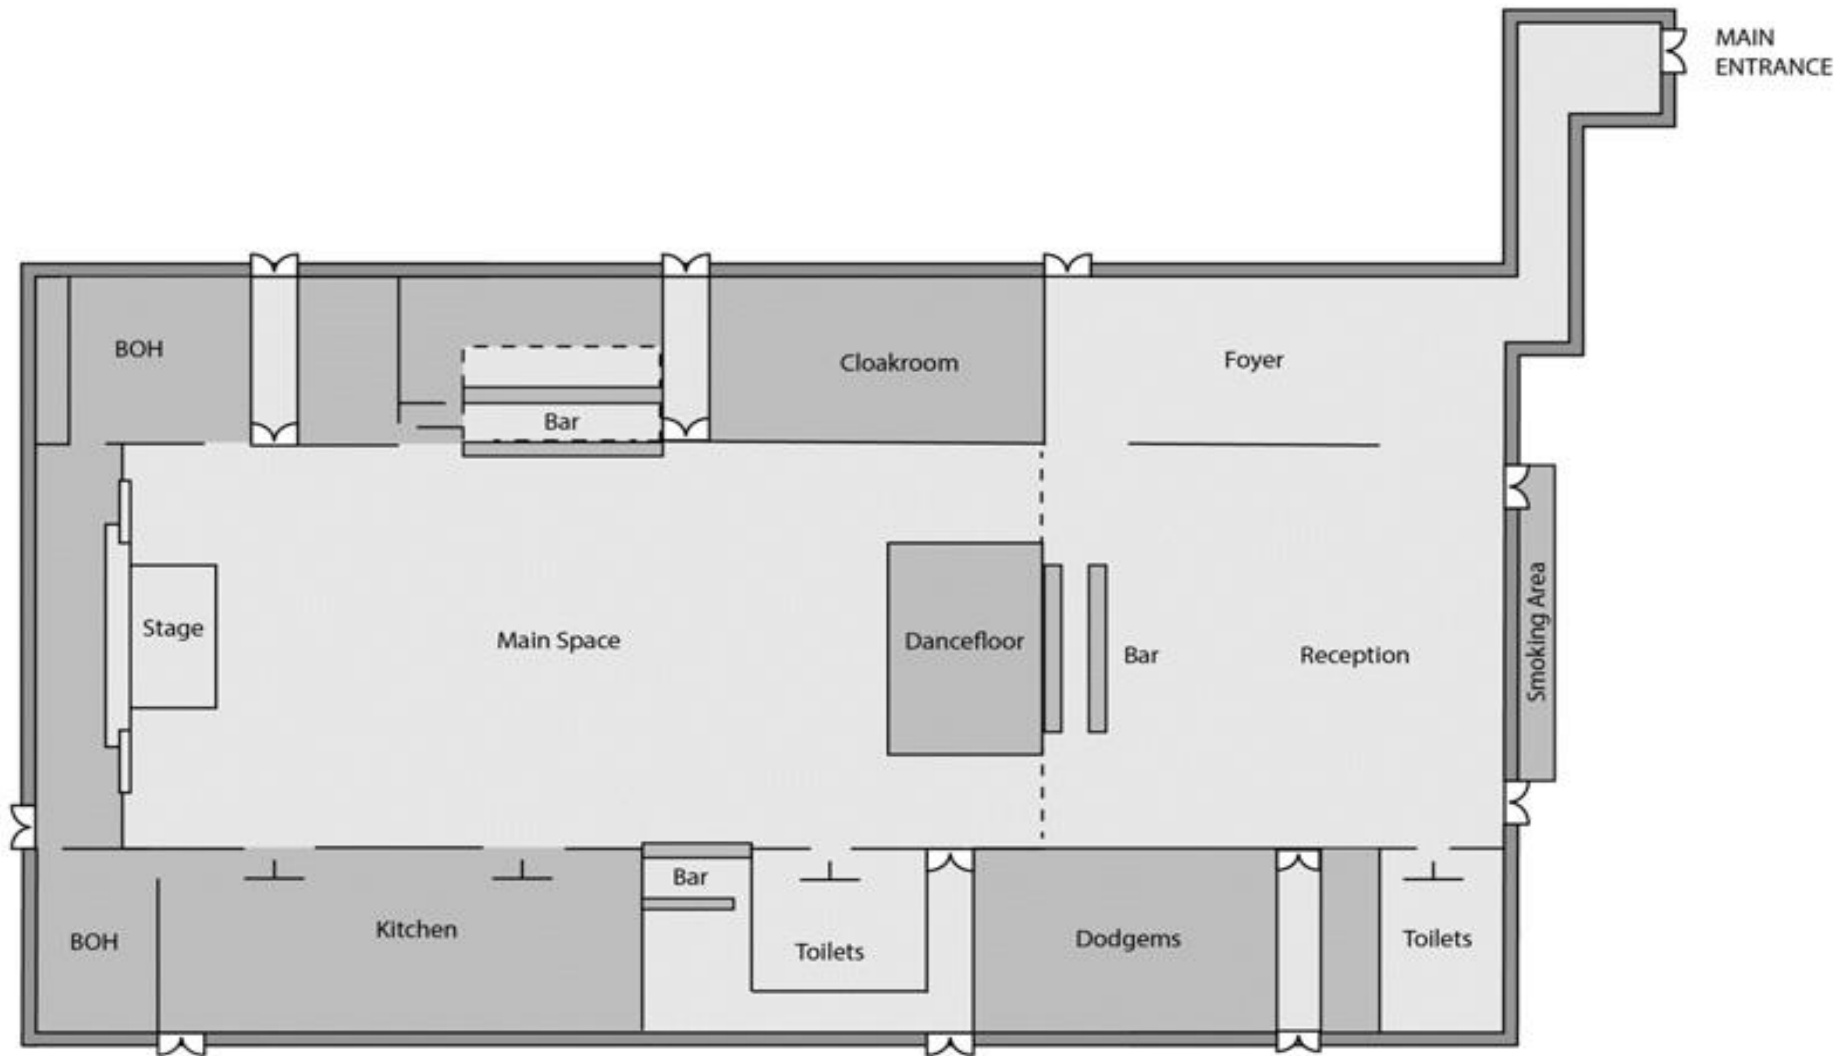 MAIN
ENTRANCE
BOH
Cloakroom
Foyer
Bar
Stage
Main Space
Dancefloor
Bar
Reception
Smoking Area
Bar
BOH
Kitchen
Toilets
Dodgems
Toilets